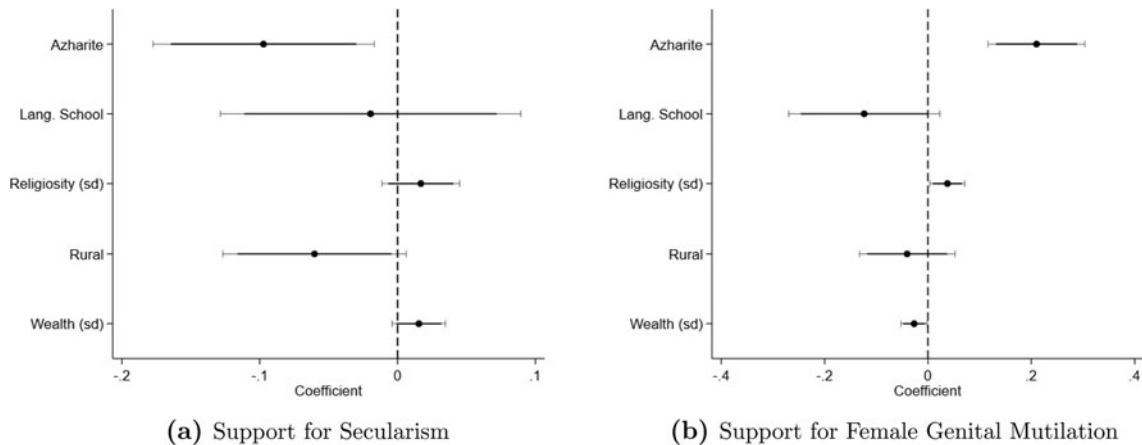 Azharite
Lang. School
Religiosity (sd)
Rural
Wealth (sd)
-.2 -.1 0 .1
Coefficient
(a) Support for Secularism
Azharite
Lang. School
Religiosity (sd)
Rural
Wealth (sd)
-.4 -.2 0 .2 .4
Coefficient
(b) Support for Female Genital Mutilation